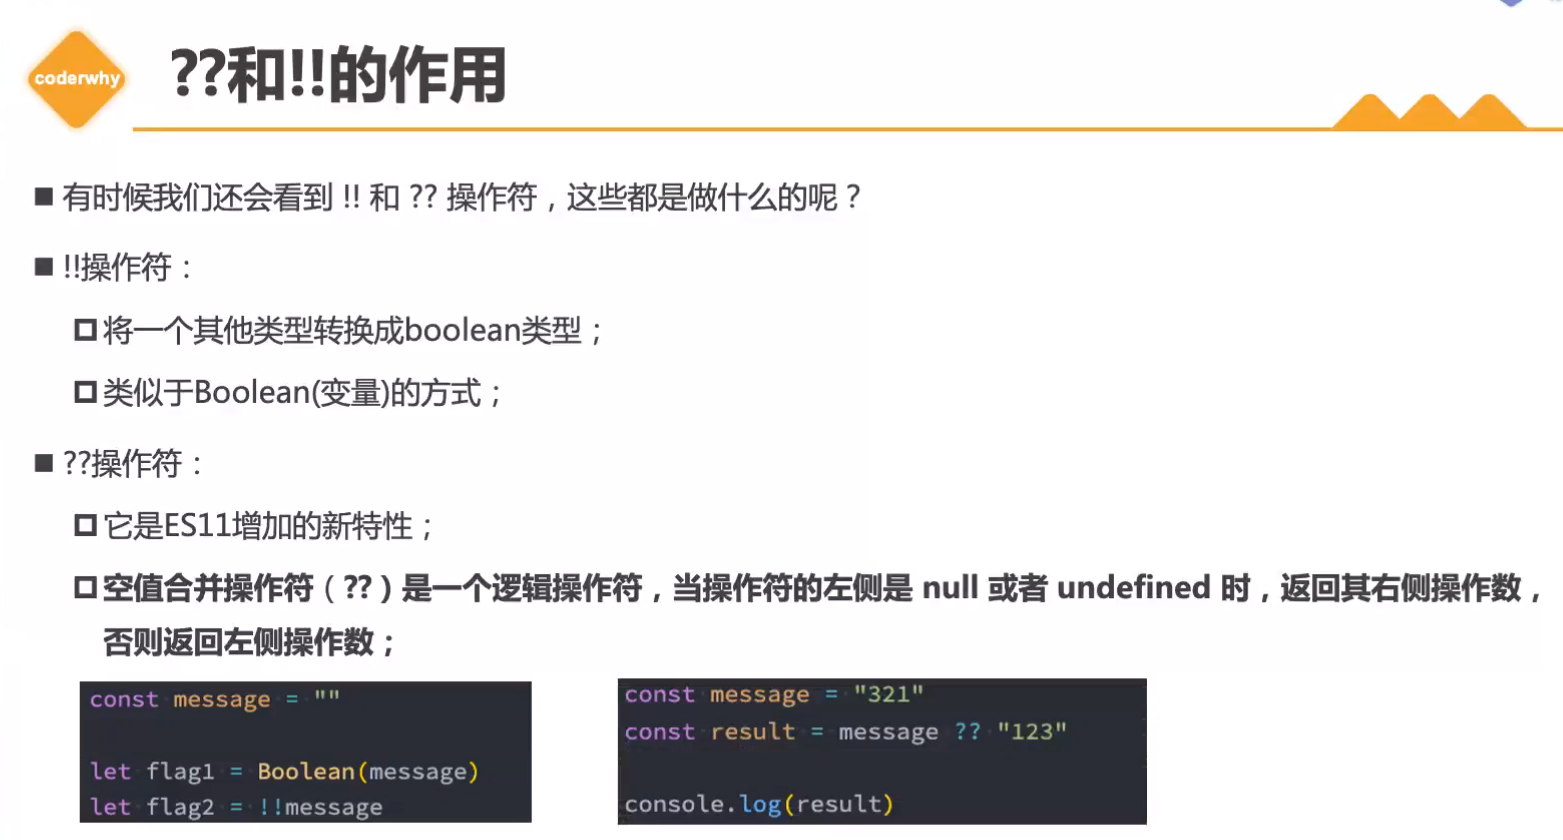 coderwhy
??和!!的作用
有时候我们还会看到 !! 和 ?? 操作符，这些都是做什么的呢？
!!操作符：
将一个其他类型转换成boolean类型；
类似于Boolean(变量)的方式；
??操作符：
它是ES11增加的新特性；
空值合并操作符（??）是一个逻辑操作符，当操作符的左侧是 null 或者 undefined 时，返回其右侧操作数，
否则返回左侧操作数；
const message = ""
let flag1 = Boolean(message)
let flag2 = !!message
const message = "321"
const result = message ?? "123"
console.log(result)